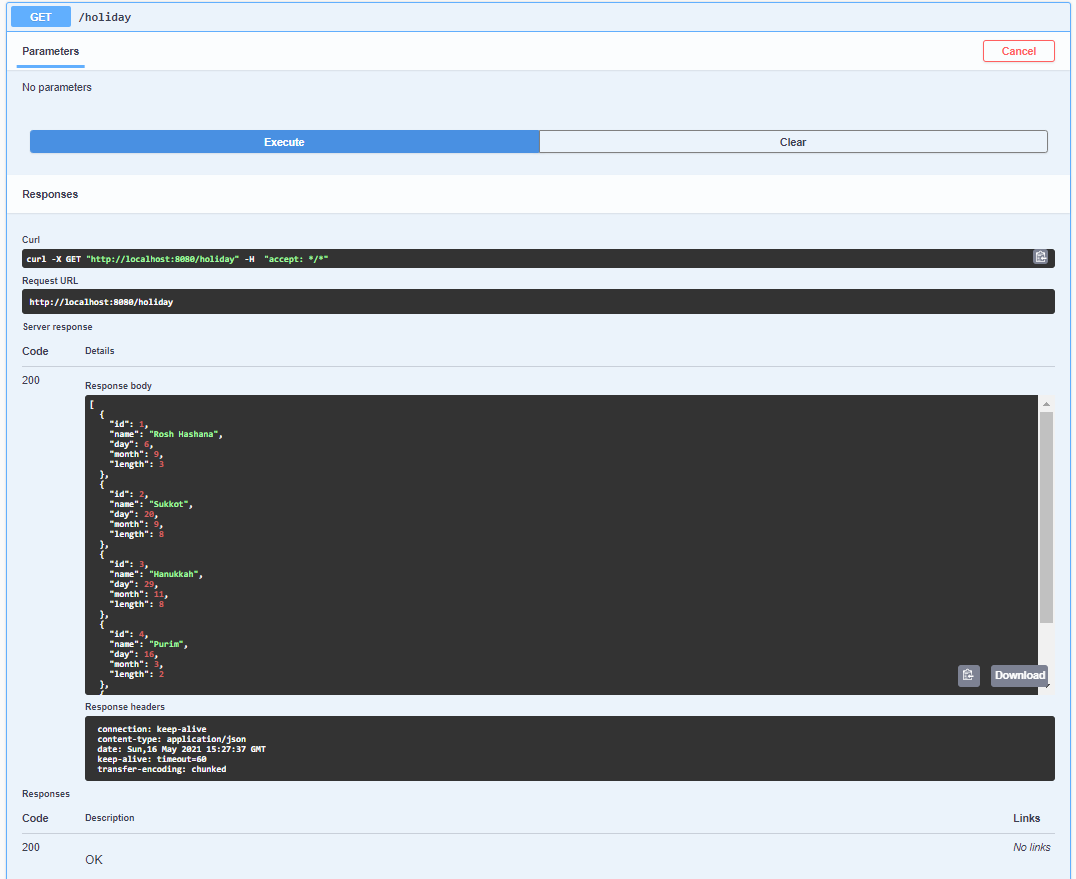 GET /holiday
Parameters Cancel
No parameters
Execute Clear
Responses
Curl
curl -X GET "http://localhost:8080/holiday" -H  "accept: */*"
Request URL
http://localhost:8080/holiday
Server response
Code Details
200
Response body
[
  {
    "id": 1,
    "name": "Rosh Hashana",
    "day": 6,
    "month": 9,
    "length": 3
  },
  {
    "id": 2,
    "name": "Sukkot",
    "day": 20,
    "month": 9,
    "length": 8
  },
  {
    "id": 3,
    "name": "Hanukkah",
    "day": 29,
    "month": 11,
    "length": 8
  },
  {
    "id": 4,
    "name": "Purim",
    "day": 16,
    "month": 3,
    "length": 2
  },
  {
Download
Response headers
connection: keep-alive
content-type: application/json
date: Sun,16 May 2021 15:27:37 GMT
keep-alive: timeout=60
transfer-encoding: chunked
Responses
Code Description Links
200 No links
OK